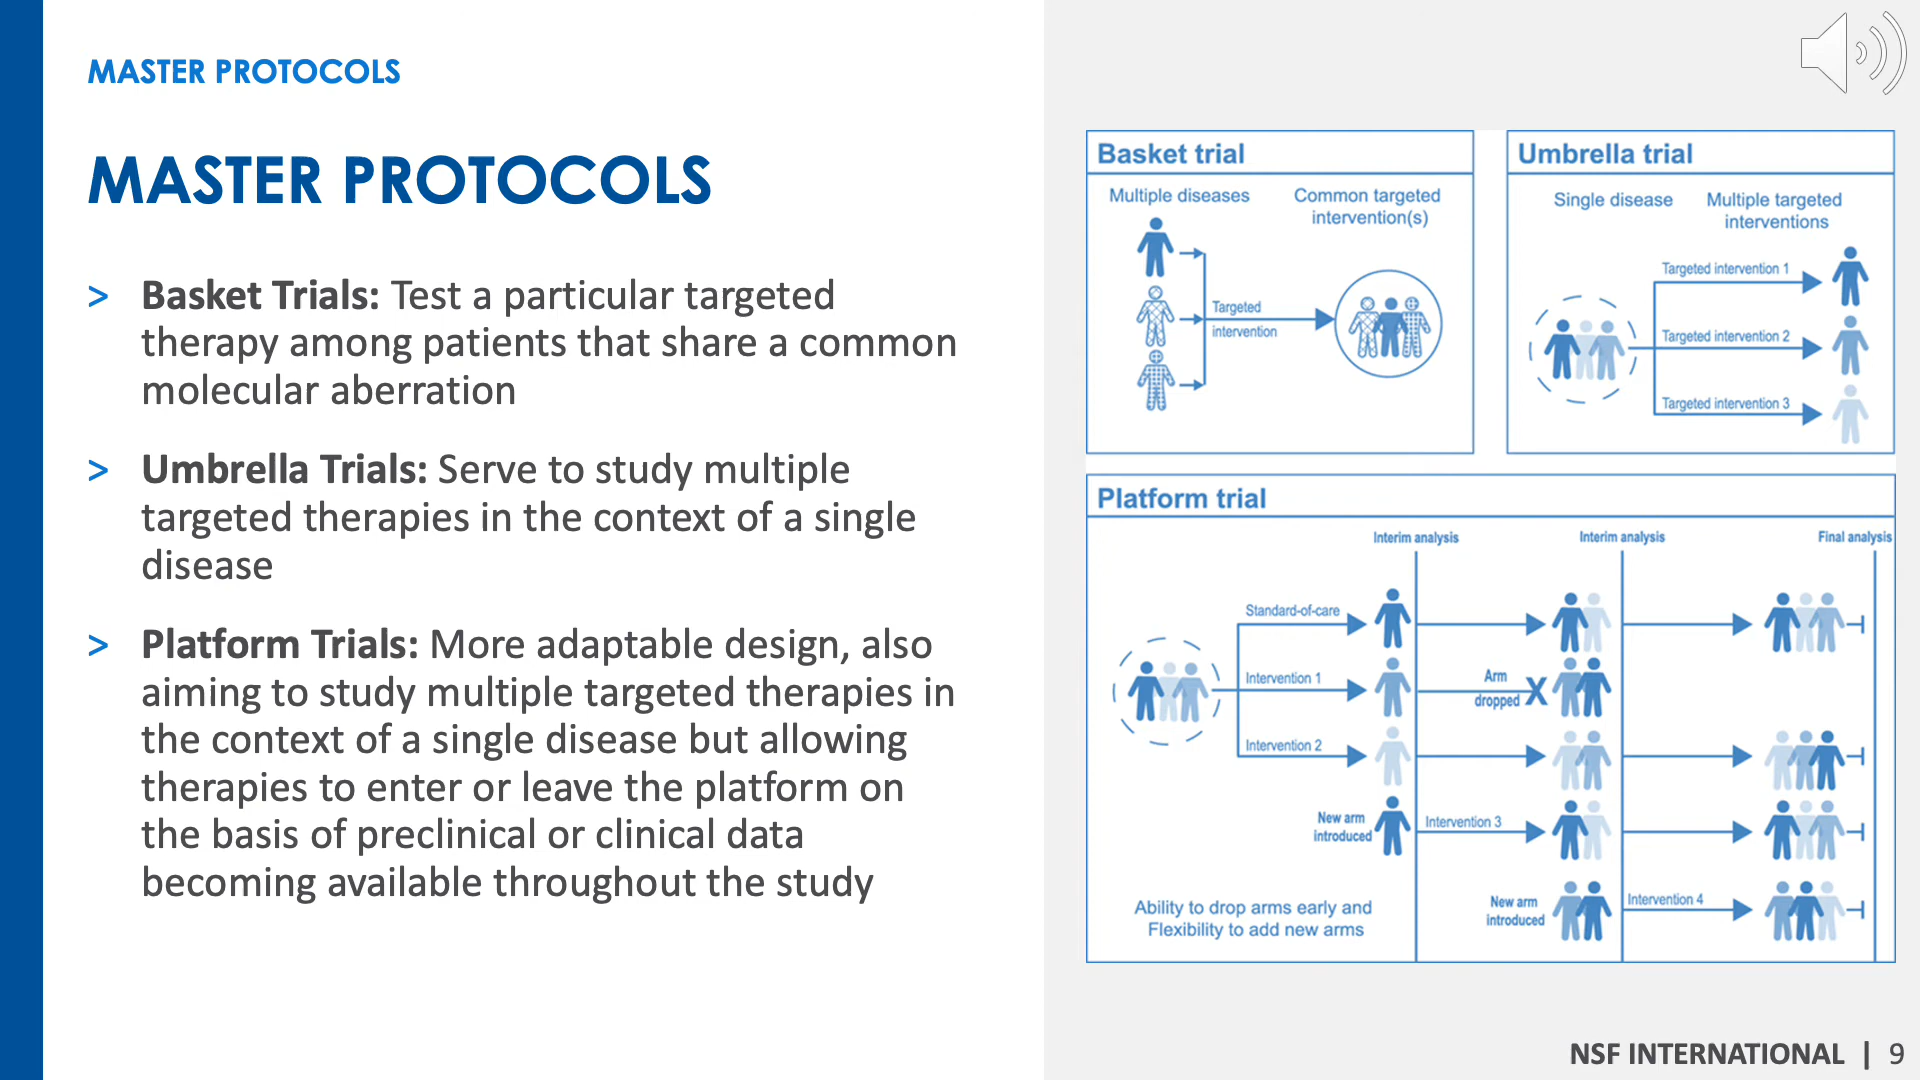 MASTER PROTOCOLS
MASTER PROTOCOLS
> Basket Trials: Test a particular targeted
therapy among patients that share a common
molecular aberration
> Umbrella Trials: Serve to study multiple
targeted therapies in the context of a single
disease
> Platform Trials: More adaptable design, also
aiming to study multiple targeted therapies in
the context of a single disease but allowing
therapies to enter or leave the platform on
the basis of preclinical or clinical data
becoming available throughout the study
Basket trial
Multiple diseases
Common targeted
intervention(s)
Targeted
intervention
Umbrella trial
Single disease
Multiple targeted
interventions
Targeted intervention 1
Targeted intervention 2
Targeted intervention 3
Platform trial
Interim analysis
Interim analysis
Final analysis
Standard-of-care
Intervention 1
Arm
dropped
X
Intervention 2
New arm
introduced
Intervention 3
New arm
introduced
Intervention 4
Ability to drop arms early and
Flexibility to add new arms
NSF INTERNATIONAL | 9